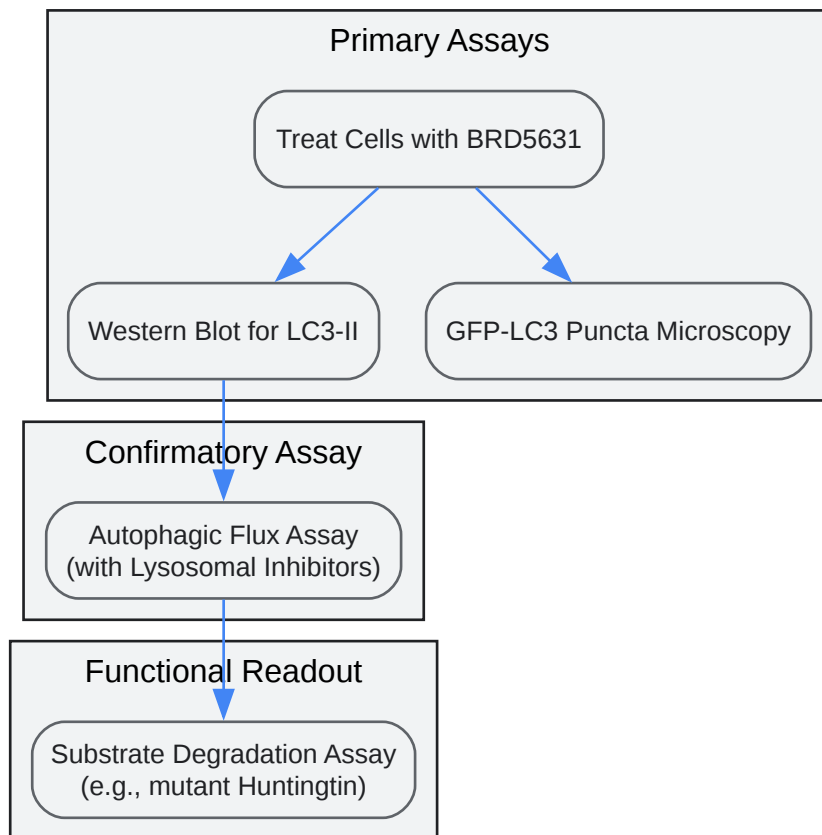 Primary Assays
Treat Cells with BRD5631
Western Blot for LC3-II
GFP-LC3 Puncta Microscopy
Confirmatory Assay
Autophagic Flux Assay
(with Lysosomal Inhibitors)
Functional Readout
Substrate Degradation Assay
(e.g., mutant Huntingtin)